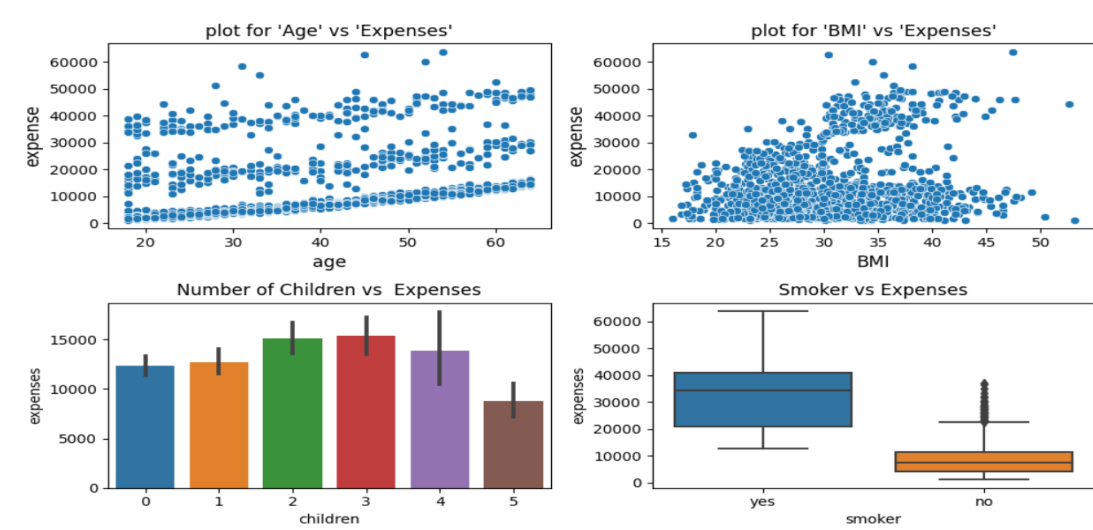 plot for 'Age' vs 'Expenses'
60000
50000
40000
30000
20000
10000
0
expense
20 30 40 50 60
age
plot for 'BMI' vs 'Expenses'
60000
50000
40000
30000
20000
10000
0
expense
15 20 25 30 35 40 45 50
BMI
Number of Children vs Expenses
15000
10000
5000
0
expenses
0 1 2 3 4 5
children
Smoker vs Expenses
60000
50000
40000
30000
20000
10000
0
expenses
yes no
smoker